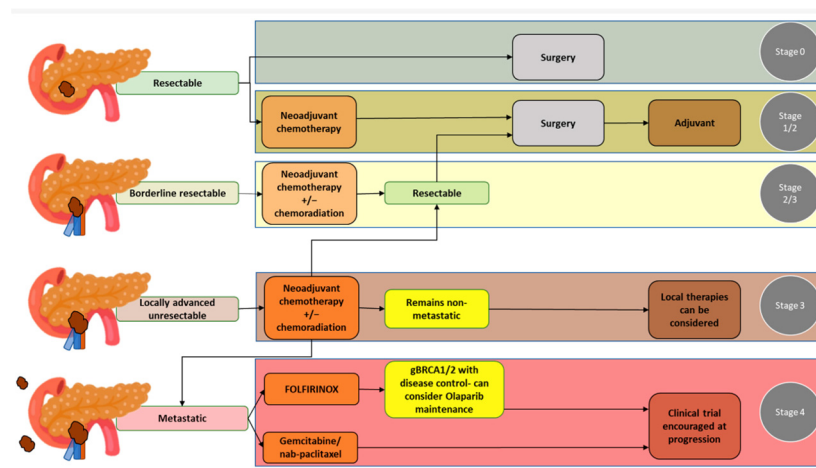 Resectable
Surgery
Stage 0
Neoadjuvant
chemotherapy
Surgery
Adjuvant
Stage
1/2
Borderline resectable
Neoadjuvant
chemotherapy
+/−
chemoradiation
Resectable
Stage
2/3
Locally advanced
unresectable
Neoadjuvant
chemotherapy
+/−
chemoradiation
Remains non-
metastatic
Local therapies
can be
considered
Stage 3
Metastatic
FOLFIRINOX
gBRCA1/2 with
disease control- can
consider Olaparib
maintenance
Gemcitabine/
nab-paclitaxel
Clinical trial
encouraged at
progression
Stage 4